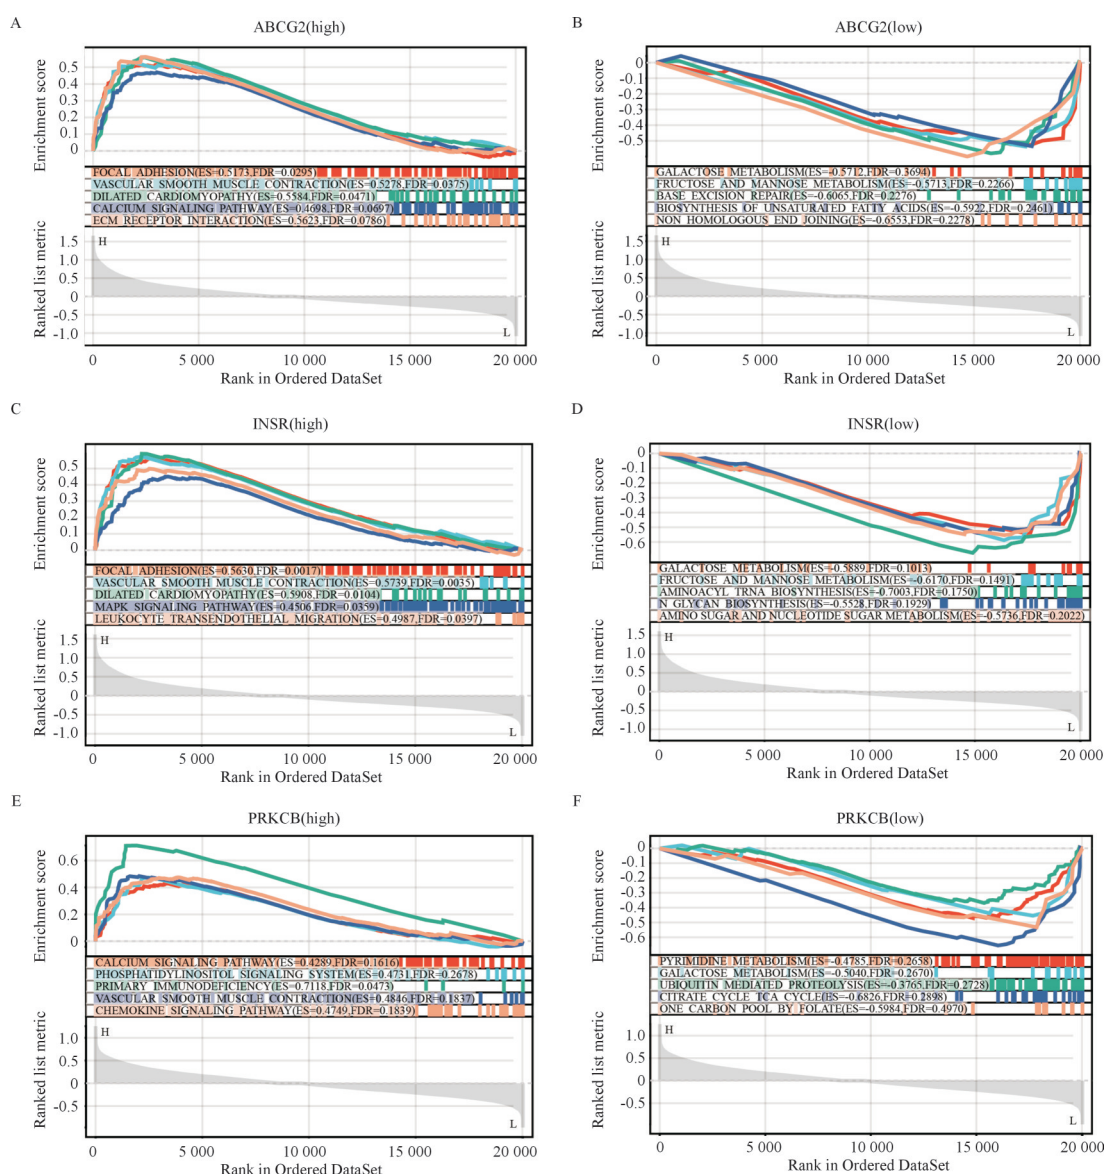 A
ABCG2(high)
Enrichment score
0.5
0.4
0.3
0.2
0.1
0
FOCAL ADHESION(ES=0.5173,FDR=0.0295)
VASCULAR SMOOTH MUSCLE CONTRACTION(ES=0.5278,FDR=0.0375)
DILATED CARDIOMYOPATHY(ES=0.5584,FDR=0.0471)
CALCIUM SIGNALING PATHWAY(ES=0.4698,FDR=0.0697)
ECM RECEPTOR INTERACTION(ES=0.5623,FDR=0.0786)
Ranked list metric
1.5
1.0
0.5
0
-0.5
-1.0
H
L
0 5 000 10 000 15 000 20 000
Rank in Ordered DataSet
B
ABCG2(low)
Enrichment score
0
-0.1
-0.2
-0.3
-0.4
-0.5
GALACTOSE METABOLISM(ES=-0.5712,FDR=0.3694)
FRUCTOSE AND MANNOSE METABOLISM(ES=-0.5713,FDR=0.2266)
BASE EXCISION REPAIR(ES=-0.6065,FDR=0.2276)
BIOSYNTHESIS OF UNSATURATED FATTY ACIDS(ES=-0.5922,FDR=0.2461)
NON HOMOLOGOUS END JOINING(ES=-0.6553,FDR=0.2278)
Ranked list metric
1.5
1.0
0.5
0
-0.5
-1.0
H
L
0 5 000 10 000 15 000 20 000
Rank in Ordered DataSet
C
INSR(high)
Enrichment score
0.5
0.4
0.3
0.2
0.1
0
FOCAL ADHESION(ES=0.5630,FDR=0.0017)
VASCULAR SMOOTH MUSCLE CONTRACTION(ES=0.5739,FDR=0.0035)
DILATED CARDIOMYOPATHY(ES=0.5908,FDR=0.0104)
MAPK SIGNALING PATHWAY(ES=0.4506,FDR=0.0359)
LEUKOCYTE TRANSENDOTHELIAL MIGRATION(ES=0.4987,FDR=0.0397)
Ranked list metric
1.5
1.0
0.5
0
-0.5
-1.0
H
L
0 5 000 10 000 15 000 20 000
Rank in Ordered DataSet
D
INSR(low)
Enrichment score
0
-0.1
-0.2
-0.3
-0.4
-0.5
-0.6
GALACTOSE METABOLISM(ES=-0.5889,FDR=0.1013)
FRUCTOSE AND MANNOSE METABOLISM(ES=-0.6170,FDR=0.1491)
AMINOACYL TRNA BIOSYNTHESIS(ES=-0.7003,FDR=0.1750)
N GLYCAN BIOSYNTHESIS(ES=-0.5528,FDR=0.1929)
AMINO SUGAR AND NUCLEOTIDE SUGAR METABOLISM(ES=-0.5736,FDR=0.2022)
Ranked list metric
1.5
1.0
0.5
0
-0.5
-1.0
H
L
0 5 000 10 000 15 000 20 000
Rank in Ordered DataSet
E
PRKCB(high)
Enrichment score
0.6
0.4
0.2
0
CALCIUM SIGNALING PATHWAY(ES=0.4289,FDR=0.1616)
PHOSPHATIDYLINOSITOL SIGNALING SYSTEM(ES=0.4731,FDR=0.2678)
PRIMARY IMMUNODEFICIENCY(ES=0.7118,FDR=0.0473)
VASCULAR SMOOTH MUSCLE CONTRACTION(ES=0.4846,FDR=0.1837)
CHEMOKINE SIGNALING PATHWAY(ES=0.4749,FDR=0.1839)
Ranked list metric
1.0
0.5
0
-0.5
H
L
0 5 000 10 000 15 000 20 000
Rank in Ordered DataSet
F
PRKCB(low)
Enrichment score
0
-0.1
-0.2
-0.3
-0.4
-0.5
-0.6
PYRIMIDINE METABOLISM(ES=-0.4785,FDR=0.2658)
GALACTOSE METABOLISM(ES=-0.5040,FDR=0.2670)
UBIQUITIN MEDIATED PROTEOLYSIS(ES=-0.3765,FDR=0.2728)
CITRATE CYCLE TCA CYCLE(ES=-0.6826,FDR=0.2898)
ONE CARBON POOL BY FOLATE(ES=-0.5984,FDR=0.4970)
Ranked list metric
1.0
0.5
0
-0.5
H
L
0 5 000 10 000 15 000 20 000
Rank in Ordered DataSet